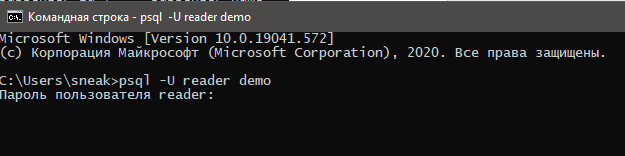 Командная строка - psql -U reader demo
Microsoft Windows [Version 10.0.19041.572]
(c) Корпорация Майкрософт (Microsoft Corporation), 2020. Все права защищены.
C:\Users\sneak>psql -U reader demo
Пароль пользователя reader: